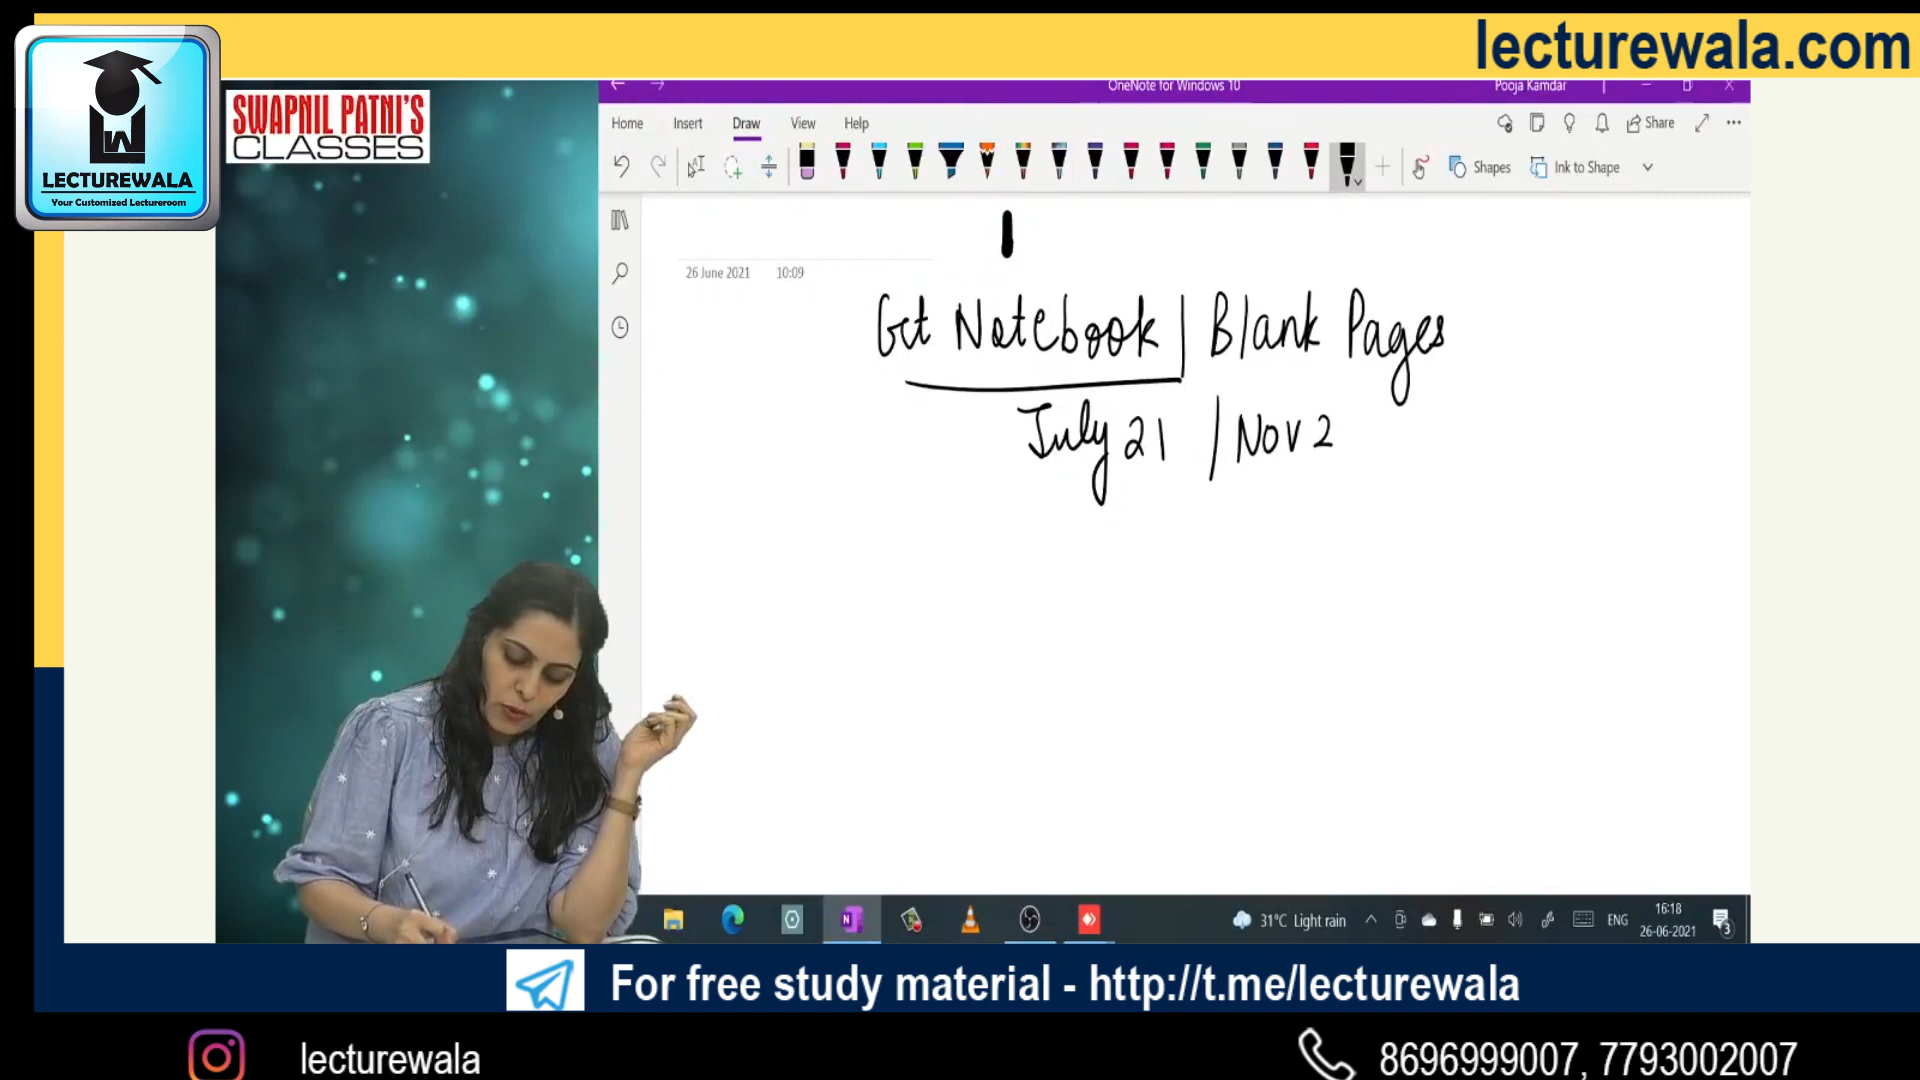 lecturewala.com
LECTUREWALA
Your Customized Lectureroom
SWAPNIL PATNI'S
CLASSES
OneNote for Windows 10
Pooja Kamdar
Home Insert Draw View Help
Share
Shapes
Ink to Shape
26 June 2021 10:09
Get Notebook | Blank Pages
July 21 / Nov 2
31°C Light rain
ENG
16:18
26-06-2021
3
For free study material - http://t.me/lecturewala
lecturewala
8696999007, 7793002007